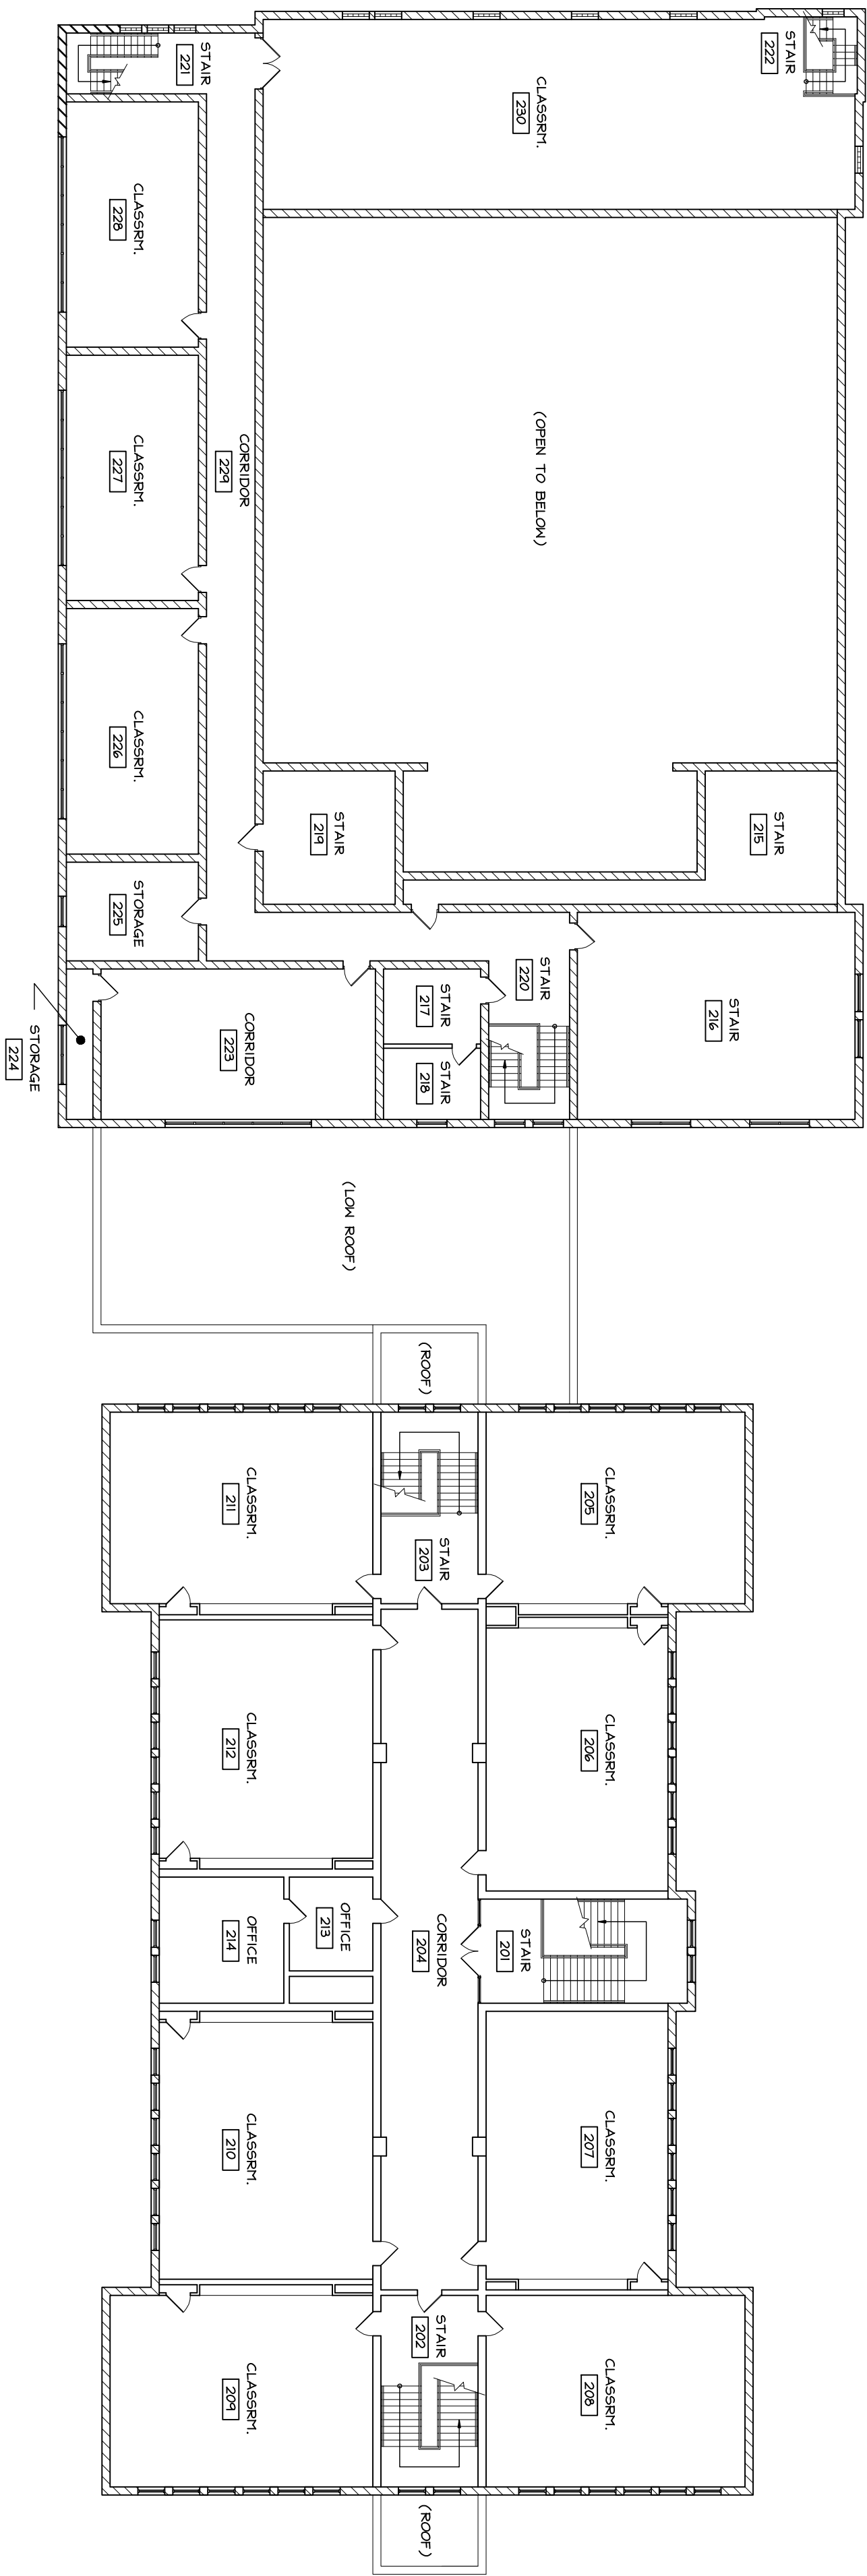 STAIR
221
STAIR
222
CLASSRM.
230
CLASSRM.
228
CLASSRM.
227
CORRIDOR
229
(OPEN TO BELOW)
CLASSRM.
226
STAIR
219
STAIR
215
STORAGE
225
STAIR
220
STAIR
216
STAIR
217
STAIR
218
CORRIDOR
223
STORAGE
224
(LOW ROOF)
(ROOF)
CLASSRM.
211
STAIR
203
CLASSRM.
205
CLASSRM.
212
CLASSRM.
206
OFFICE
214
OFFICE
213
CORRIDOR
204
STAIR
201
CLASSRM.
210
CLASSRM.
207
CLASSRM.
209
STAIR
202
CLASSRM.
208
(ROOF)